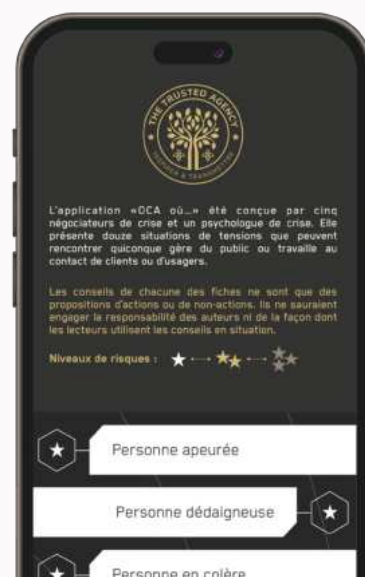 THE TRUSTED AGENCY
L'application «OCA où...» été conçue par cinq
négociateurs de crise et un psychologue de crise. Elle
présente douze situations de tensions que peuvent
rencontrer quiconque gère du public ou travaille au
contact de clients ou d'usagers.
Les conseils de chacune des fiches ne sont que des
propositions d'actions ou de non-actions. Ils ne sauraient
engager la responsabilité des auteurs ni de la façon dont
les lecteurs utilisent les conseils en situation.
Niveaux de risques :
Personne apeurée
Personne dédaigneuse
Personne en colère